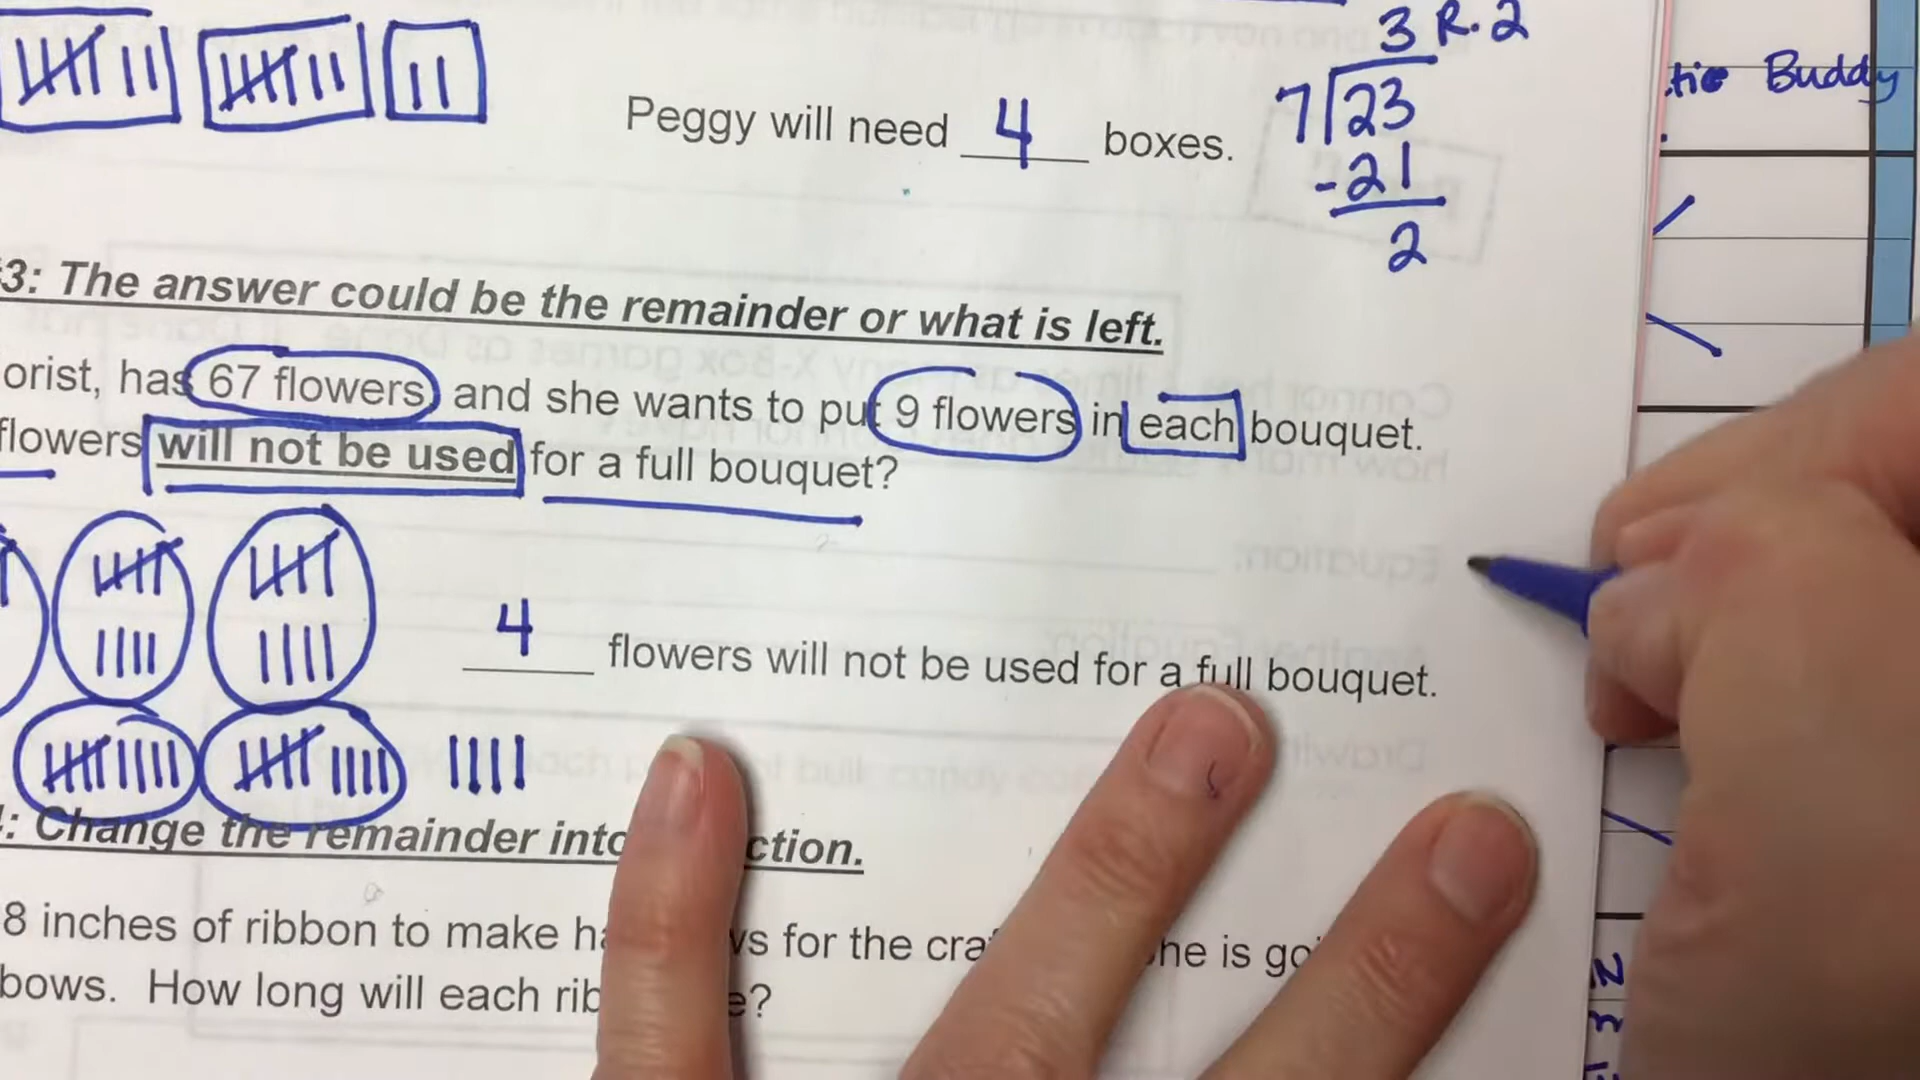 3 R.2
7)23
-21
2
tie Buddy
Peggy will need 4 boxes.
3: The answer could be the remainder or what is left.
orist, has 67 flowers and she wants to put 9 flowers in each bouquet.
flowers will not be used for a full bouquet?
4 flowers will not be used for a full bouquet.
: Change the remainder into ction.
8 inches of ribbon to make ha ws for the cra he is go
bows. How long will each rib e?